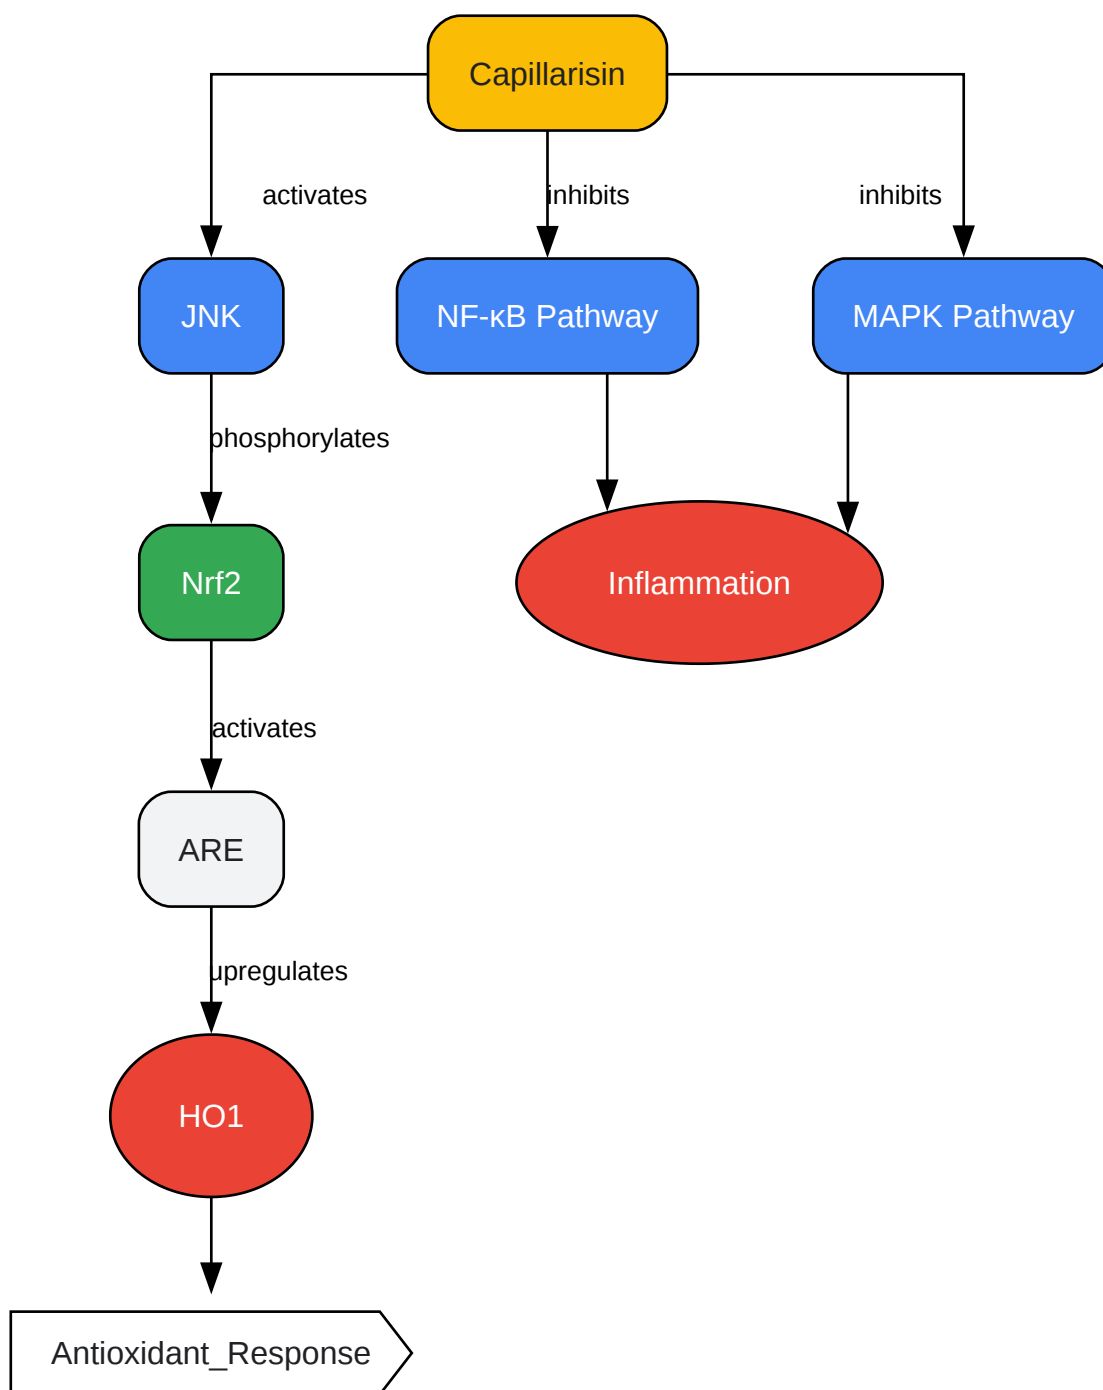 Capillarisin
activates
inhibits
inhibits
JNK
NF-κB Pathway
MAPK Pathway
phosphorylates
Nrf2
Inflammation
activates
ARE
upregulates
HO1
Antioxidant_Response